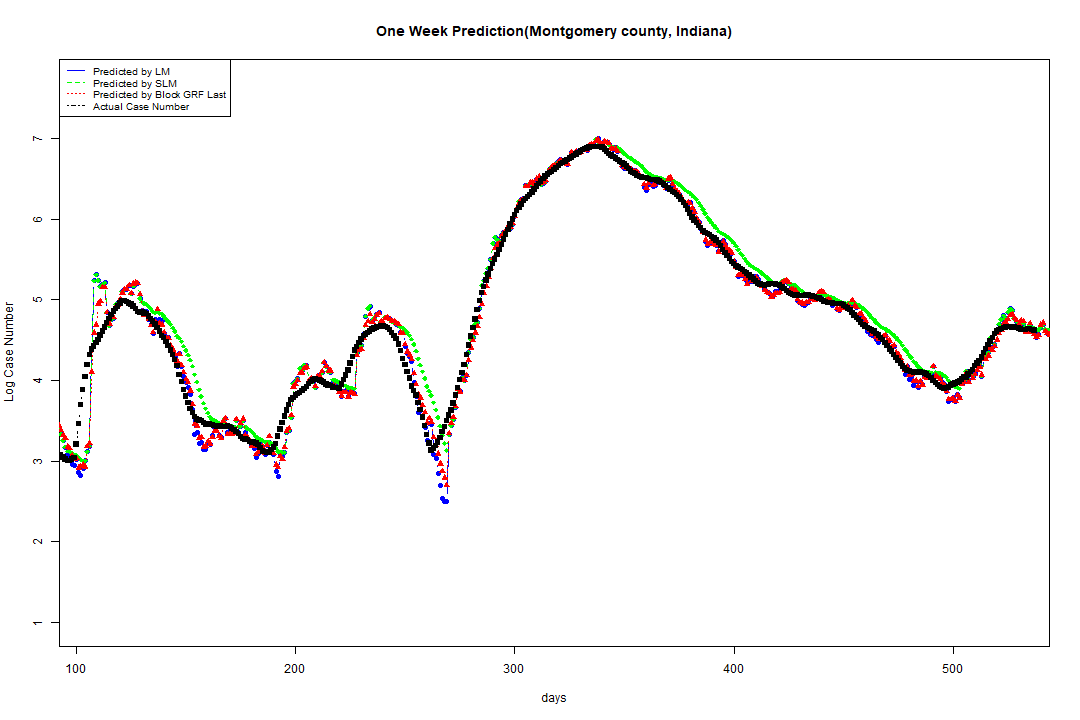 One Week Prediction(Montgomery county, Indiana)
Predicted by LM
Predicted by SLM
Predicted by Block GRF Last
Actual Case Number
7
6
5
4
3
2
1
Log Case Number
100 200 300 400 500
days